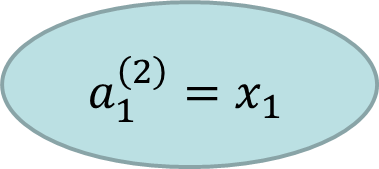 $a_1^{(2)} = x_1$